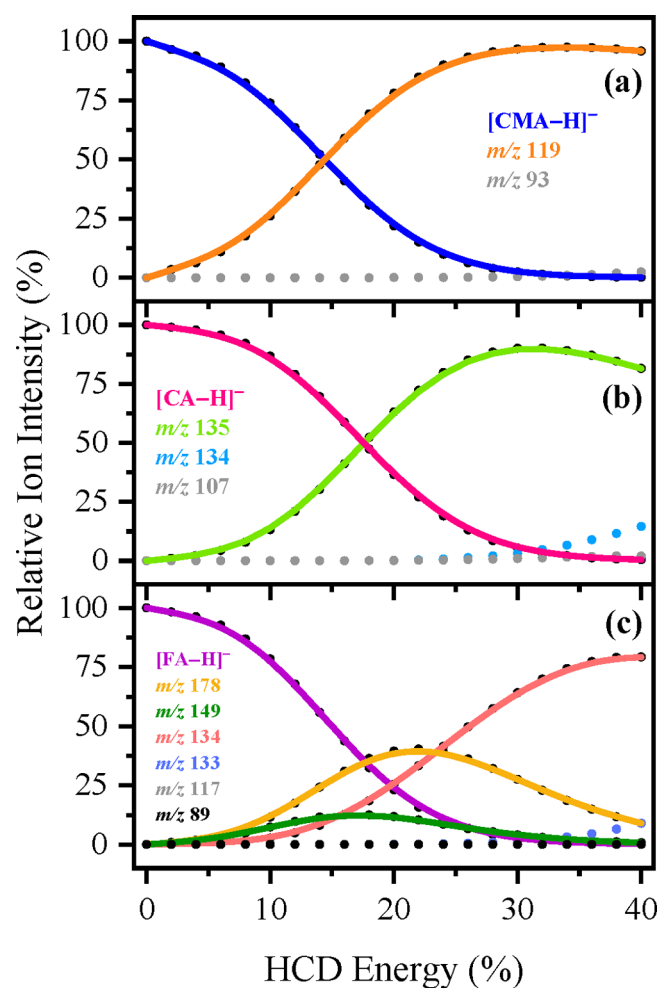 Relative Ion Intensity (%)
100
75
50
25
0
(a)
[CMA−H]⁻
m/z 119
m/z 93
100
75
50
25
0
(b)
[CA−H]⁻
m/z 135
m/z 134
m/z 107
100
75
50
25
0
(c)
[FA−H]⁻
m/z 178
m/z 149
m/z 134
m/z 133
m/z 117
m/z 89
0 10 20 30 40
HCD Energy (%)